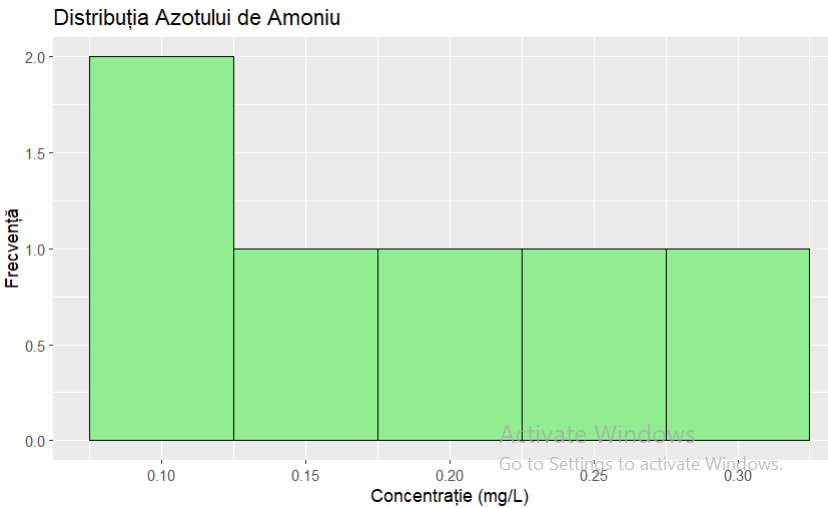 Distribuția Azotului de Amoniu
2.0
1.5
1.0
0.5
0.0
Frecvență
0.10 0.15 0.20 0.25 0.30
Concentrație (mg/L)
Activate Windows
Go to Settings to activate Windows.